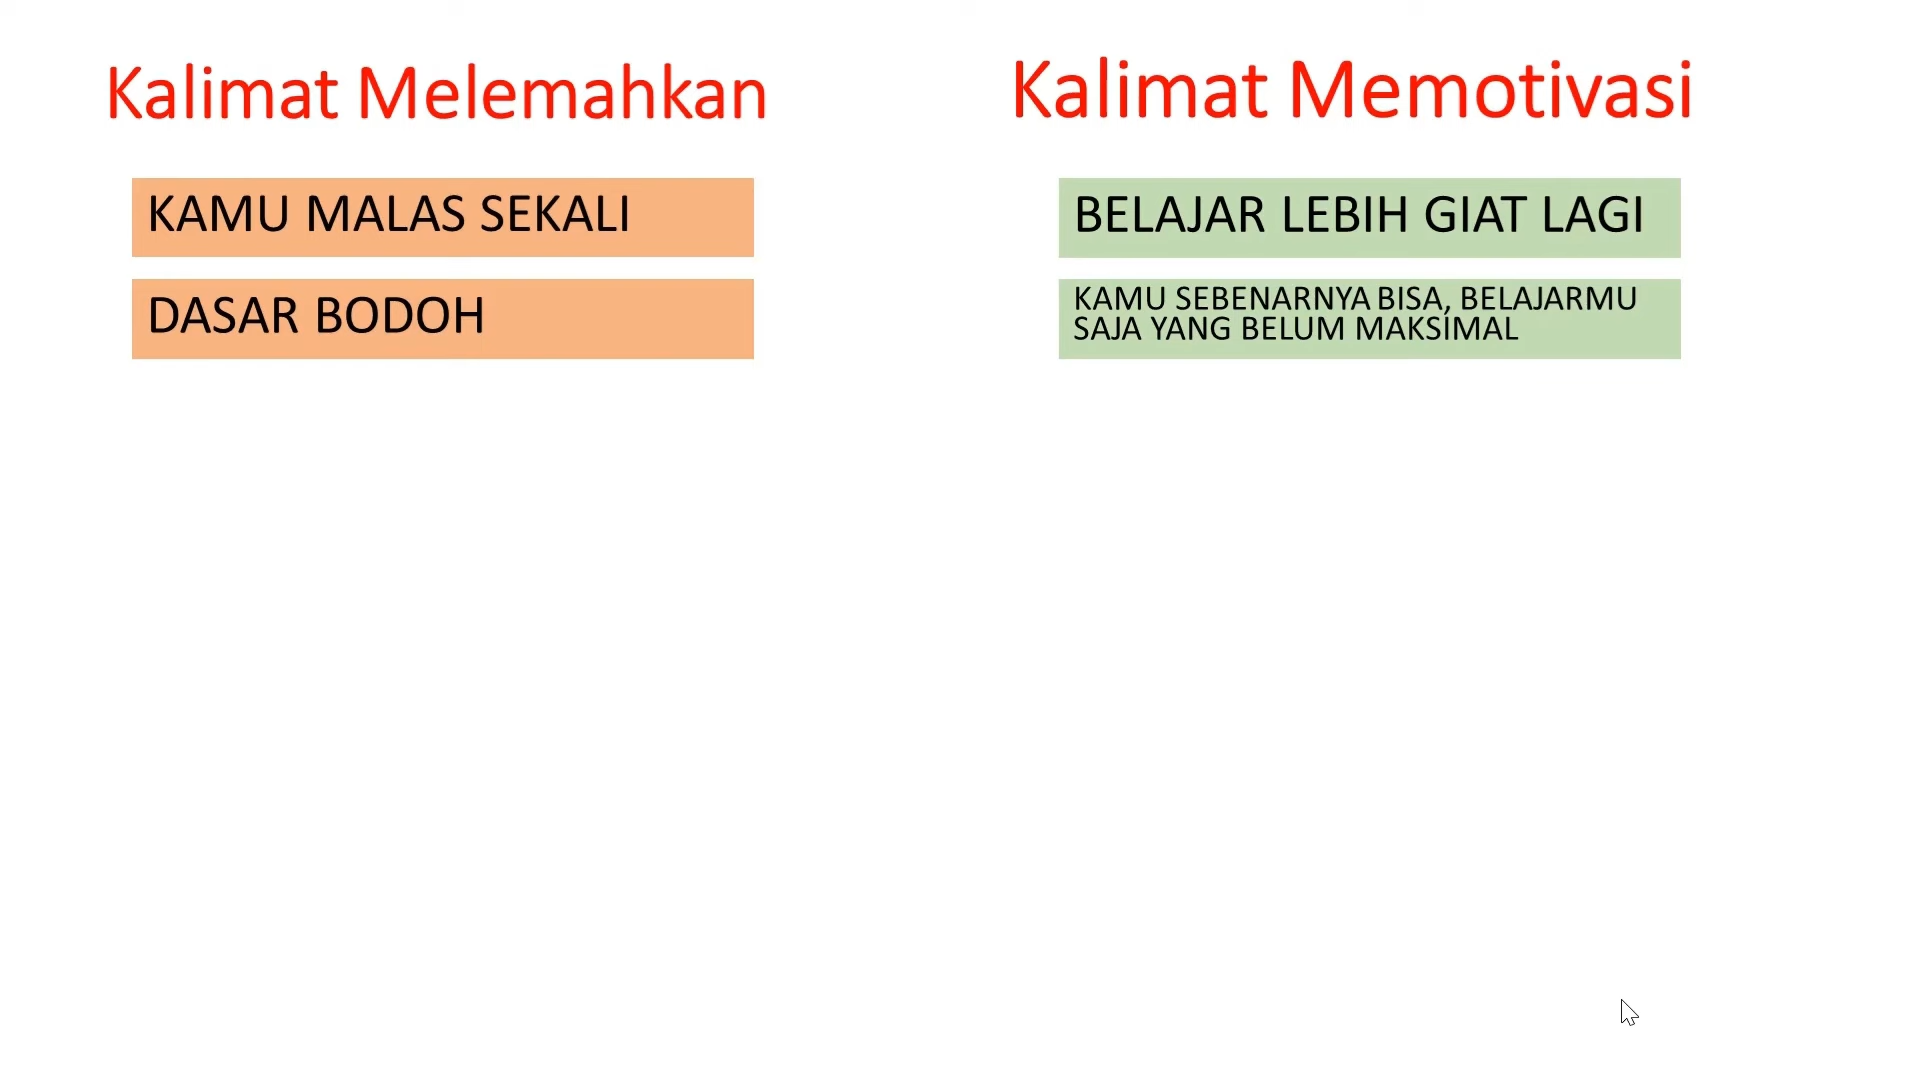 Kalimat Melemahkan
KAMU MALAS SEKALI
DASAR BODOH
Kalimat Memotivasi
BELAJAR LEBIH GIAT LAGI
KAMU SEBENARNYA BISA, BELAJARMU
SAJA YANG BELUM MAKSIMAL